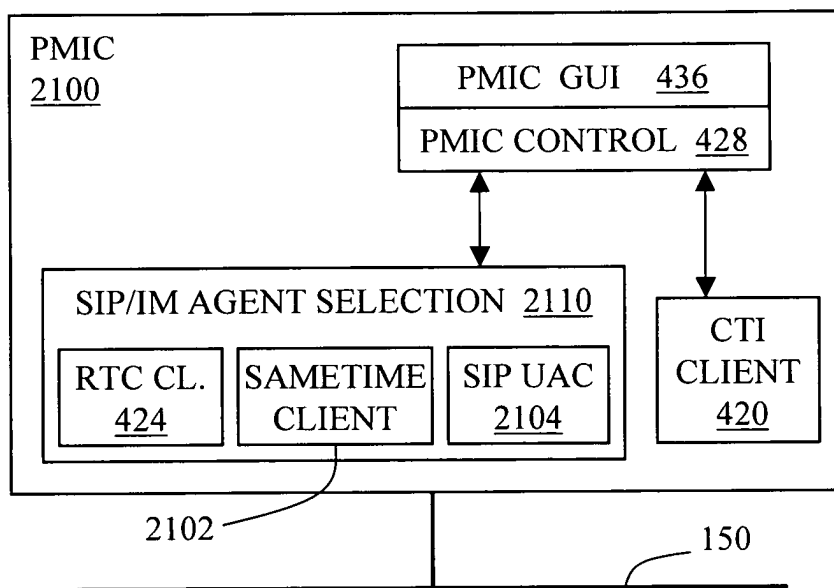 PMIC
2100
PMIC GUI 436
PMIC CONTROL 428
SIP/IM AGENT SELECTION 2110
RTC CL.
424
SAMETIME
CLIENT
SIP UAC
2104
CTI
CLIENT
420
2102
150